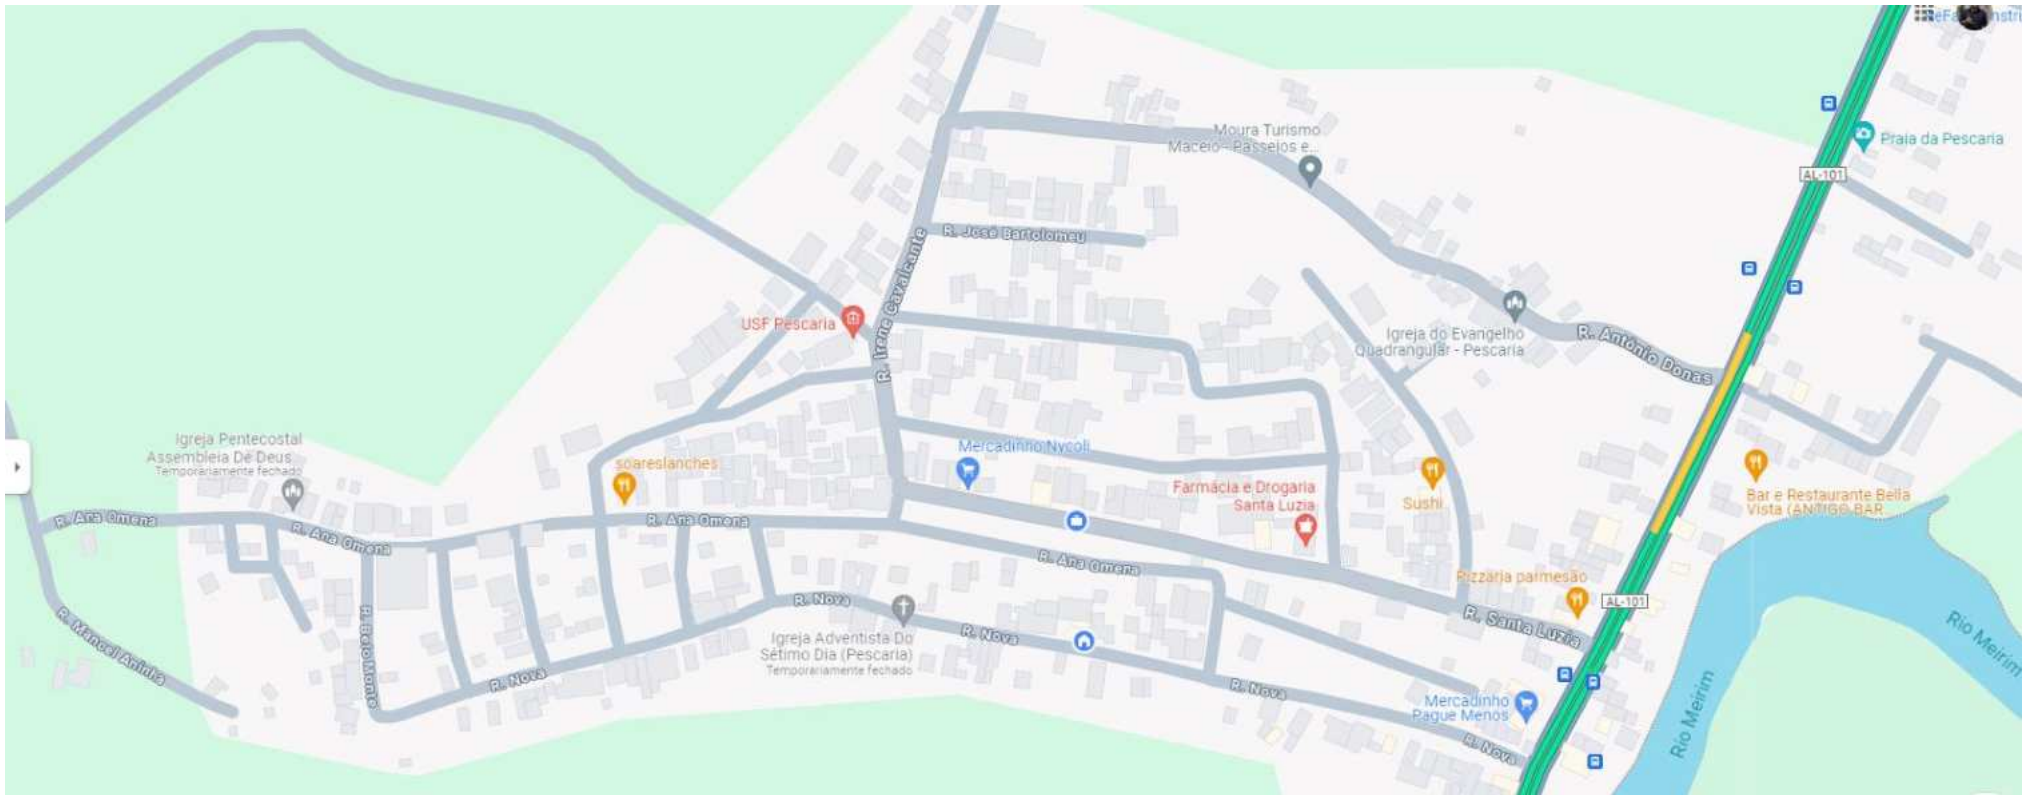 Moura Turismo
Maceió - Passeios e...
Praia da Pescaria
AL-101
R. José Bartolomeu
R. Irene Cavalcante
USF Pescaria
Igreja do Evangelho
Quadrangular - Pescaria
R. Antônio Donas
Igreja Pentecostal
Assembleia De Deus...
Temporariamente fechado
soareslanches
Mercadinho Nycoli
Farmácia e Drogaria
Santa Luzia
Sushi
Bar e Restaurante Bella
Vista (ANTIGO BAR
R. Ana Omena
R. Ana Omena
R. Ana Omena
R. Ana Omena
Pizzaria parmesão
AL-101
R. Santa Luzia
R. Manoel Aninha
R. Belo Monte
R. Nova
Igreja Adventista Do
Sétimo Dia (Pescaria)
Temporariamente fechado
R. Nova
R. Nova
R. Nova
Mercadinho
Pague Menos
R. Nova
Rio Meirim
Rio Meirim